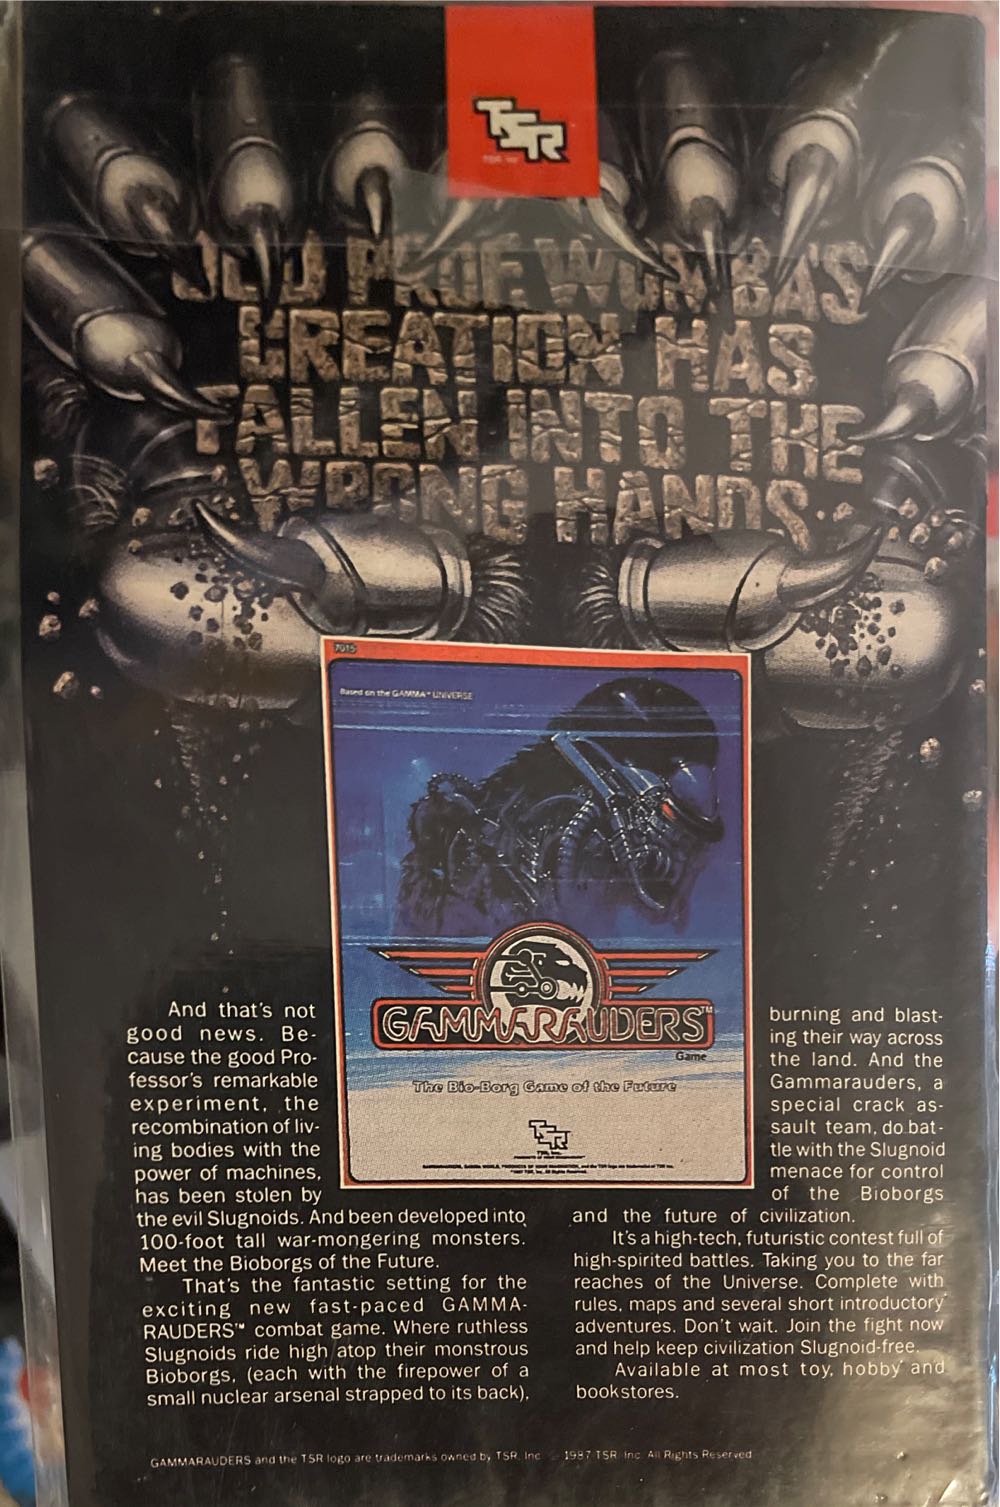 TSR
OLD PROF. WOMBA'S
CREATION HAS
FALLEN INTO THE
WRONG HANDS.
7015
Based on the GAMMA™ UNIVERSE
GAMMARAUDERS™
Game
The Bio-Borg Game of the Future
TSR, Inc.
PRODUCTS OF YOUR IMAGINATION™
And that's not
good news. Be-
cause the good Pro-
fessor's remarkable
experiment, the
recombination of liv-
ing bodies with the
power of machines,
has been stolen by
the evil Slugnoids. And been developed into
100-foot tall war-mongering monsters.
Meet the Bioborgs of the Future.
That's the fantastic setting for the
exciting new fast-paced GAMMA-
RAUDERS™ combat game. Where ruthless
Slugnoids ride high atop their monstrous
Bioborgs, (each with the firepower of a
small nuclear arsenal strapped to its back),
burning and blast-
ing their way across
the land. And the
Gammarauders, a
special crack as-
sault team, do bat-
tle with the Slugnoid
menace for control
of the Bioborgs
and the future of civilization.
It's a high-tech, futuristic contest full of
high-spirited battles. Taking you to the far
reaches of the Universe. Complete with
rules, maps and several short introductory
adventures. Don't wait. Join the fight now
and help keep civilization Slugnoid-free.
Available at most toy, hobby and
bookstores.
GAMMARAUDERS and the TSR logo are trademarks owned by TSR, Inc. © 1987 TSR, Inc. All Rights Reserved